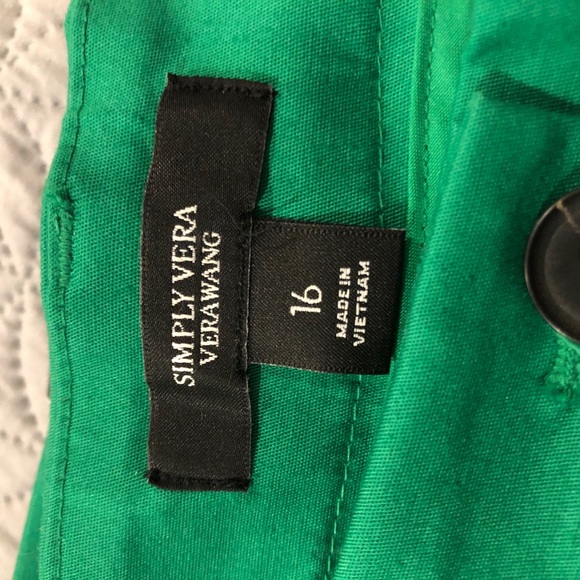 SIMPLY VERA
VERAWANG
16
MADE IN
VIETNAM